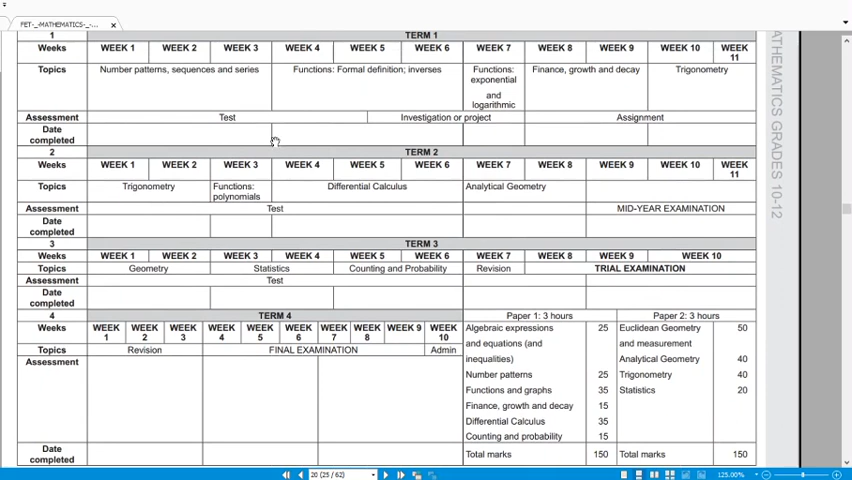 FET-_-MATHEMATICS-_-...
1 TERM 1
Weeks WEEK 1 WEEK 2 WEEK 3 WEEK 4 WEEK 5 WEEK 6 WEEK 7 WEEK 8 WEEK 9 WEEK 10 WEEK 11
Topics Number patterns, sequences and series Functions: Formal definition; inverses Functions: exponential and logarithmic Finance, growth and decay Trigonometry
Assessment Test Investigation or project Assignment
Date completed
2 TERM 2
Weeks WEEK 1 WEEK 2 WEEK 3 WEEK 4 WEEK 5 WEEK 6 WEEK 7 WEEK 8 WEEK 9 WEEK 10 WEEK 11
Topics Trigonometry Functions: polynomials Differential Calculus Analytical Geometry
Assessment Test MID-YEAR EXAMINATION
Date completed
3 TERM 3
Weeks WEEK 1 WEEK 2 WEEK 3 WEEK 4 WEEK 5 WEEK 6 WEEK 7 WEEK 8 WEEK 9 WEEK 10
Topics Geometry Statistics Counting and Probability Revision TRIAL EXAMINATION
Assessment Test
Date completed
4 TERM 4 Paper 1: 3 hours Paper 2: 3 hours
Weeks WEEK 1 WEEK 2 WEEK 3 WEEK 4 WEEK 5 WEEK 6 WEEK 7 WEEK 8 WEEK 9 WEEK 10
Topics Revision FINAL EXAMINATION Admin
Assessment
Date completed
Algebraic expressions 25
and equations (and
inequalities)
Number patterns 25
Functions and graphs 35
Finance, growth and decay 15
Differential Calculus 35
Counting and probability 15
Total marks 150
Euclidean Geometry 50
and measurement
Analytical Geometry 40
Trigonometry 40
Statistics 20
Total marks 150
ATHEMATICS GRADES 10-12
20 (25 / 62)
125.00%